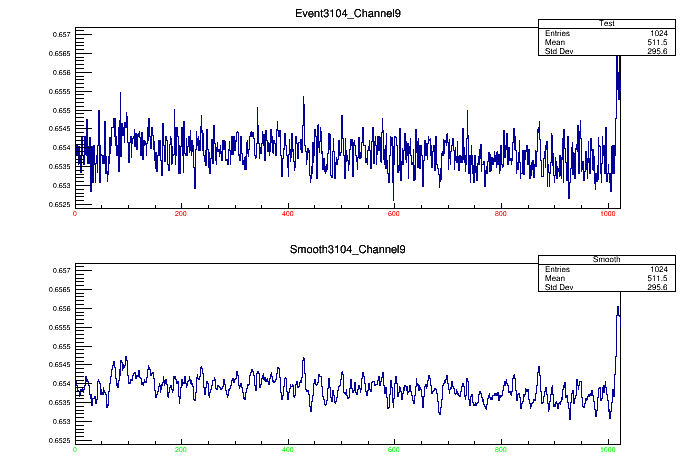 Event3104_Channel9
Test
Entries 1024
Mean 511.5
Std Dev 295.6
0.657
0.6565
0.656
0.6555
0.655
0.6545
0.654
0.6535
0.653
0.6525
0 200 400 600 800 1000
Smooth3104_Channel9
Smooth
Entries 1024
Mean 511.5
Std Dev 295.6
0.657
0.6565
0.656
0.6555
0.655
0.6545
0.654
0.6535
0.653
0.6525
0 200 400 600 800 1000